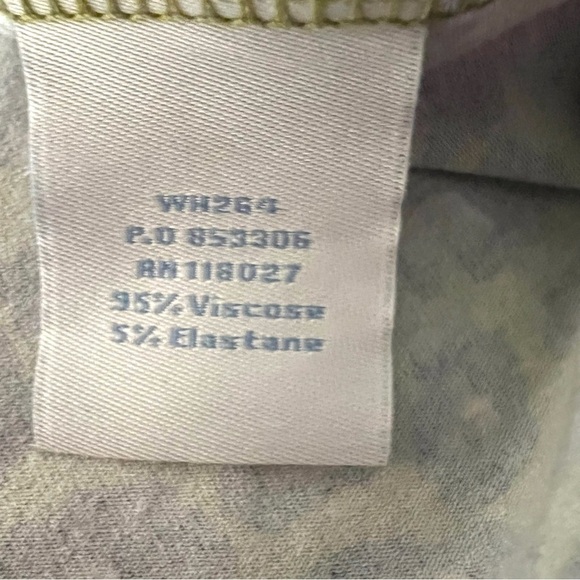 WH264
P.O 853306
RN118027
95% Viscose
5% Elastane